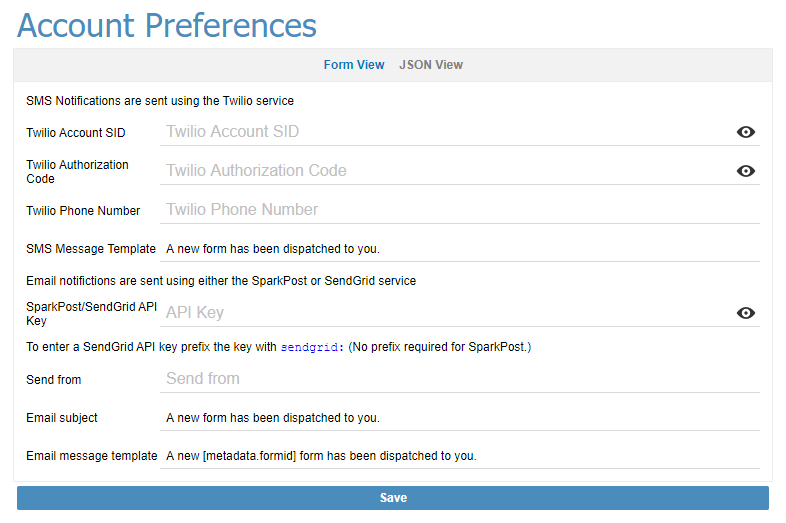 Account Preferences
Form View JSON View
SMS Notifications are sent using the Twilio service
Twilio Account SID Twilio Account SID
Twilio Authorization
Code Twilio Authorization Code
Twilio Phone Number Twilio Phone Number
SMS Message Template A new form has been dispatched to you.
Email notifictions are sent using either the SparkPost or SendGrid service
SparkPost/SendGrid API
Key API Key
To enter a SendGrid API key prefix the key with sendgrid: (No prefix required for SparkPost.)
Send from Send from
Email subject A new form has been dispatched to you.
Email message template A new [metadata.formid] form has been dispatched to you.
Save